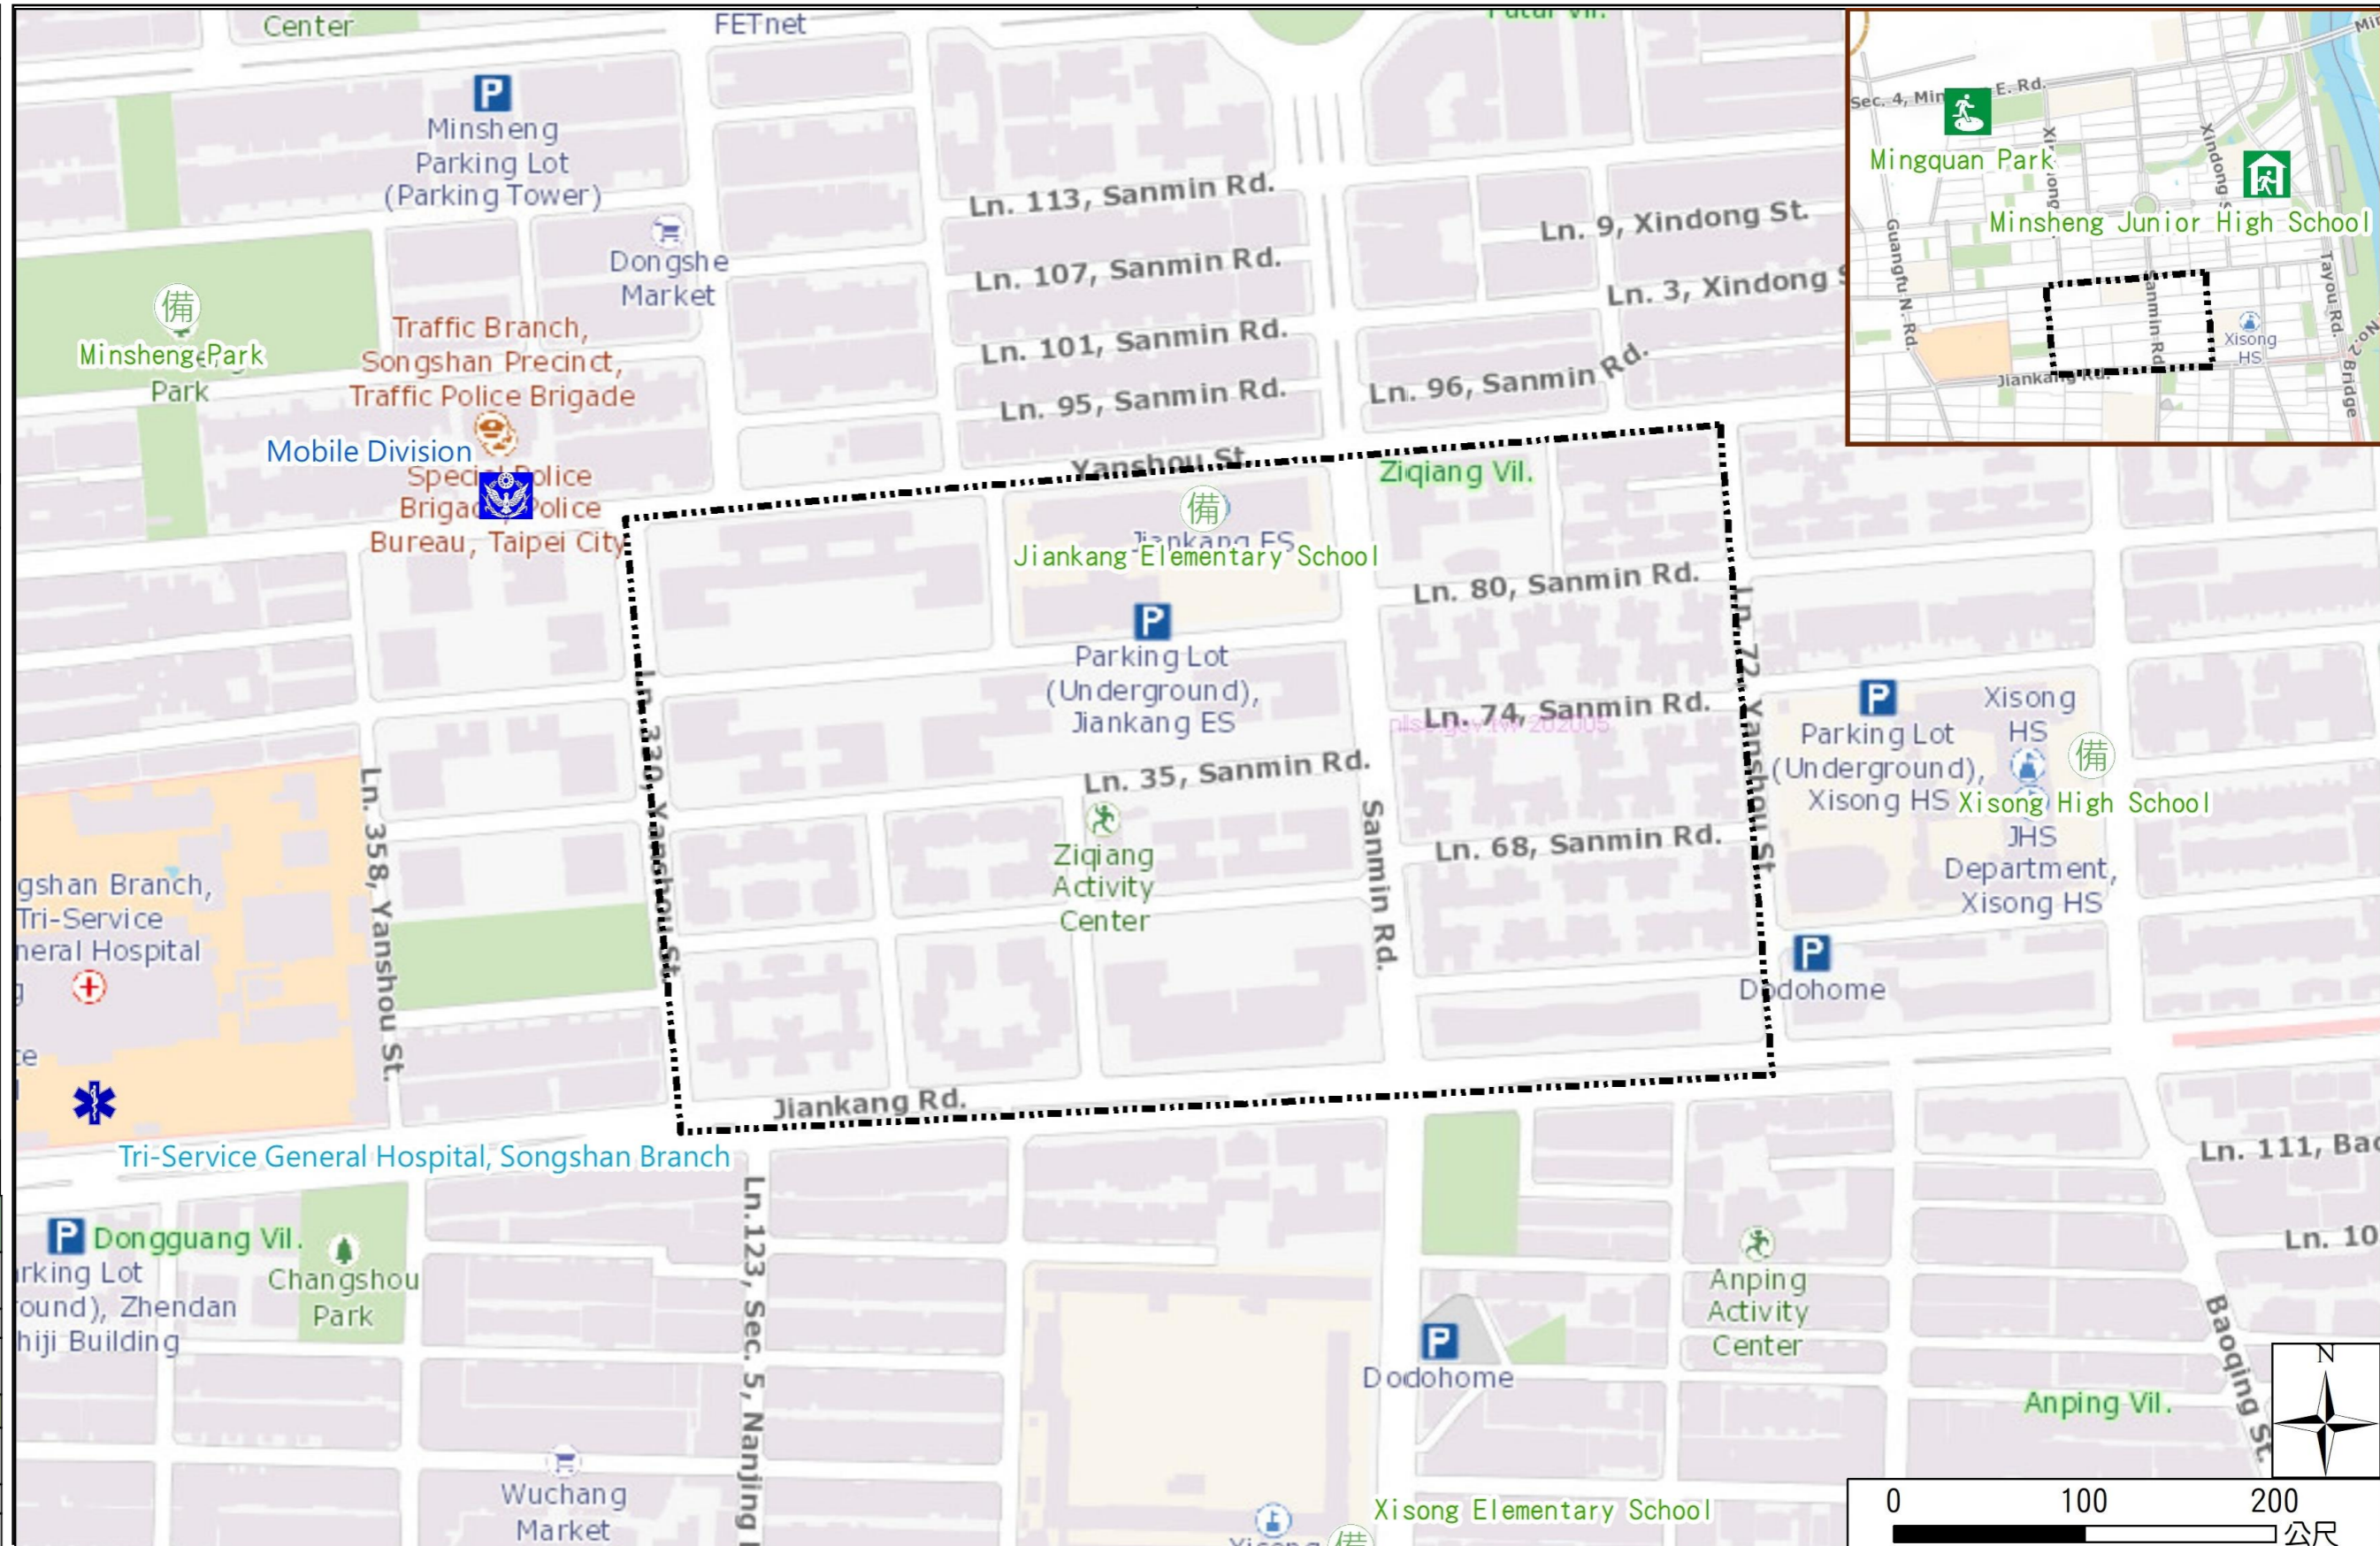 Center
FETnet
P
Minsheng
Parking Lot
(Parking Tower)
Dongshe
Market
Ln. 113, Sanmin Rd.
Ln. 107, Sanmin Rd.
Ln. 101, Sanmin Rd.
Ln. 95, Sanmin Rd.
Ln. 9, Xindong St.
Ln. 3, Xindong
Ln. 96, Sanmin Rd.
Yanshou St.
Sec. 4, Min
E. Rd.
Mingquan Park
Xindong S
Minsheng Junior High School
Guangfu N. Rd.
Tayou Rd.
Sanmin Rd.
Xisong
HS
Jiankang Rd.
No. 2
Bridge
備
Minsheng Park
Park
Traffic Branch,
Songshan Precinct,
Traffic Police Brigade
Mobile Division
Special Police
Brigade, Police
Bureau, Taipei City
Ziqiang Vil.
備
Jiankang ES
Jiankang Elementary School
Ln. 80, Sanmin Rd.
P
Parking Lot
(Underground),
Jiankang ES
Ln. 74, Sanmin Rd.
Ln. 35, Sanmin Rd.
Ln. 68, Sanmin Rd.
Ln. 330, Yanshou St.
Ln. 72, Yanshou St.
Ln. 358, Yanshou St.
Sanmin Rd.
Ziqiang
Activity
Center
P
Parking Lot
(Underground),
Xisong HS
Xisong
HS
備
Xisong High School
JHS
Department,
Xisong HS
P
Dodohome
gshan Branch,
Tri-Service
neral Hospital
Tri-Service General Hospital, Songshan Branch
Jiankang Rd.
Ln.123, Sec. 5, Nanjing
P
Dongguang Vil.
rking Lot
round), Zhendan
hiji Building
Changshou
Park
Wuchang
Market
P
Dodohome
Anping
Activity
Center
Ln. 111, Bao
Ln. 10
Baoqing St.
Anping Vil.
Xisong Elementary School
備
N
0 100 200
公尺